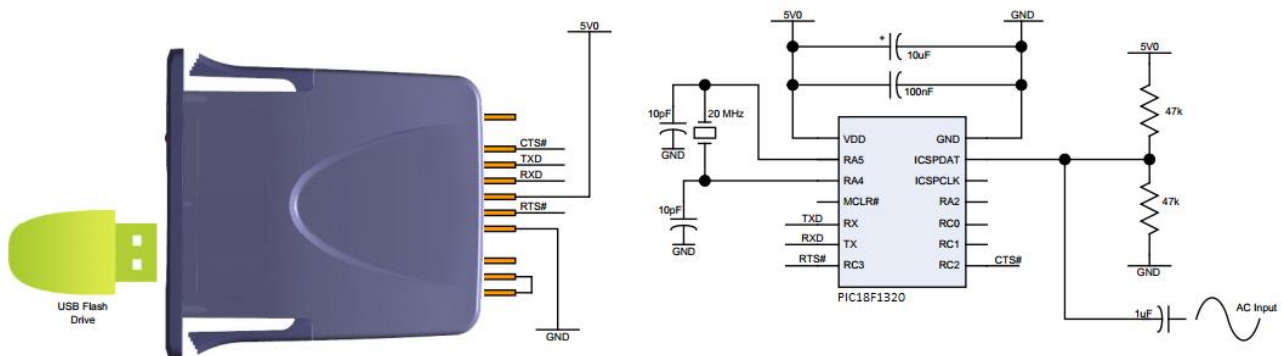 5V0
CTS#
TXD
RXD
RTS#
USB Flash
Drive
GND
5V0
GND
+
10uF
100nF
10pF
20 MHz
GND
10pF
GND
VDD
RA5
RA4
MCLR#
RX
TX
RC3
GND
ICSPDAT
ICSPCLK
RA2
RC0
RC1
RC2
TXD
RXD
RTS#
CTS#
PIC18F1320
5V0
47k
47k
GND
1uF
AC Input